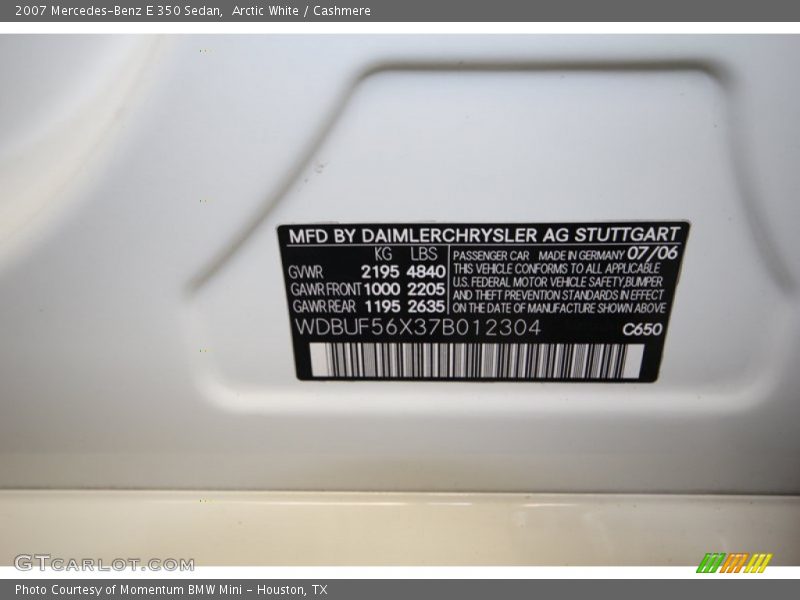 2007 Mercedes-Benz E 350 Sedan, Arctic White / Cashmere
MFD BY DAIMLERCHRYSLER AG STUTTGART
KG LBS
GVWR 2195 4840
GAWR FRONT 1000 2205
GAWR REAR 1195 2635
PASSENGER CAR MADE IN GERMANY 07/06
THIS VEHICLE CONFORMS TO ALL APPLICABLE
U.S. FEDERAL MOTOR VEHICLE SAFETY,BUMPER
AND THEFT PREVENTION STANDARDS IN EFFECT
ON THE DATE OF MANUFACTURE SHOWN ABOVE
WDBUF56X37B012304
C650
GTCARLOT.COM
Photo Courtesy of Momentum BMW Mini - Houston, TX